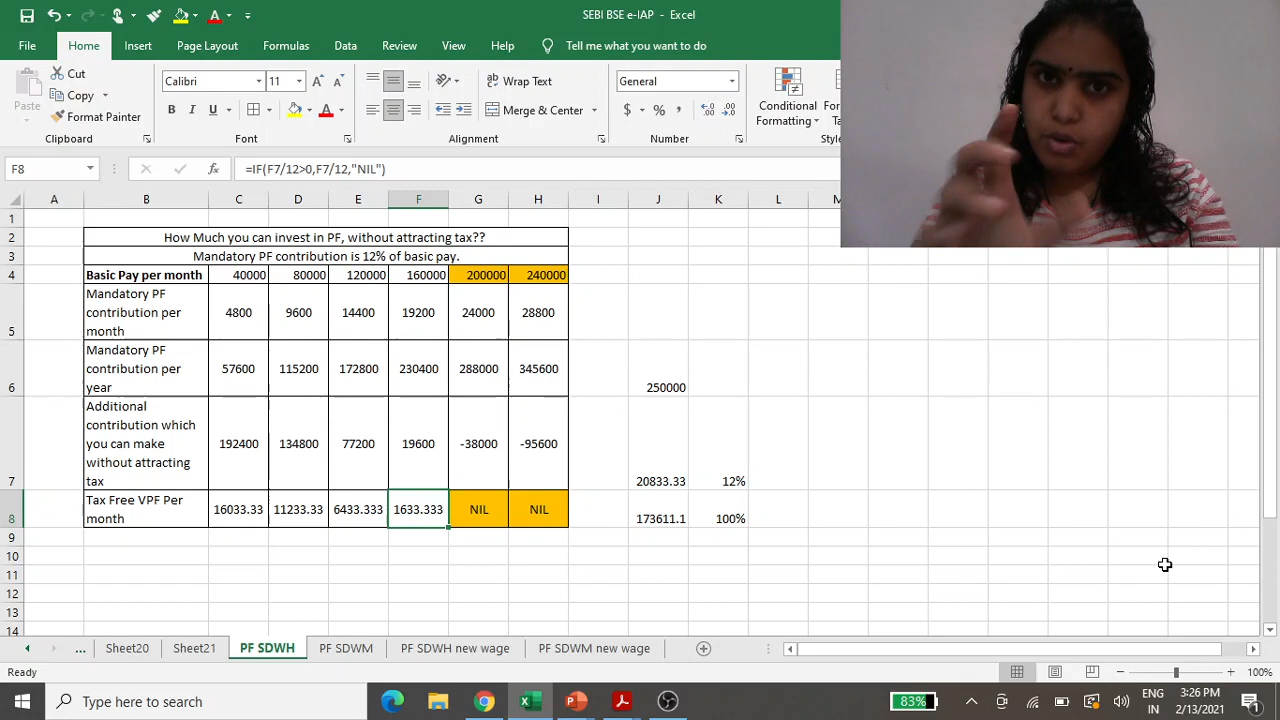 SEBI BSE e-IAP - Excel
File Home Insert Page Layout Formulas Data Review View Help Tell me what you want to do
Paste
Cut
Copy
Format Painter
Clipboard
Calibri 11
B I U
Font
Wrap Text
Merge & Center
Alignment
General
$ % ,
Number
Conditional
Formatting
Styl
F8 fx =IF(F7/12>0,F7/12,"NIL")
A B C D E F G H I J K L
1
2 How Much you can invest in PF, without attracting tax??
3 Mandatory PF contribution is 12% of basic pay.
4 Basic Pay per month 40000 80000 120000 160000 200000 240000
Mandatory PF
contribution per 4800 9600 14400 19200 24000 28800
5 month
Mandatory PF
contribution per 57600 115200 172800 230400 288000 345600
6 year 250000
Additional
contribution which
you can make 192400 134800 77200 19600 -38000 -95600
without attracting
7 tax 20833.33 12%
Tax Free VPF Per 16033.33 11233.33 6433.333 1633.333 NIL NIL
8 month 173611.1 100%
9
10
11
12
13
14
... Sheet20 Sheet21 PF SDWH PF SDWM PF SDWH new wage PF SDWM new wage
Ready 100%
Type here to search 83% ENG 3:26 PM
IN 2/13/2021 1